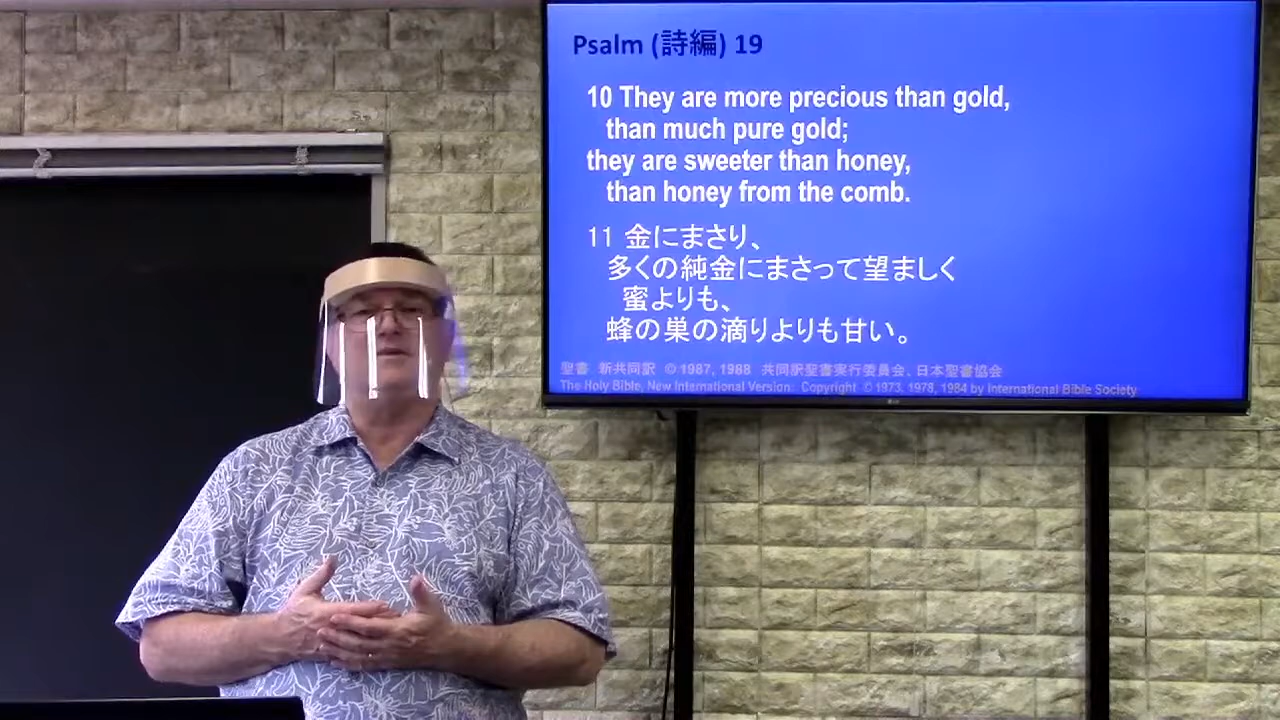 Psalm (詩編) 19
10 They are more precious than gold,
than much pure gold;
they are sweeter than honey,
than honey from the comb.
11 金にまさり、
多くの純金にまさって望ましく
蜜よりも、
蜂の巣の滴りよりも甘い。
聖書 新共同訳 © 1987, 1988 共同訳聖書実行委員会、日本聖書協会
The Holy Bible, New International Version: Copyright © 1973, 1978, 1984 by International Bible Society
LG